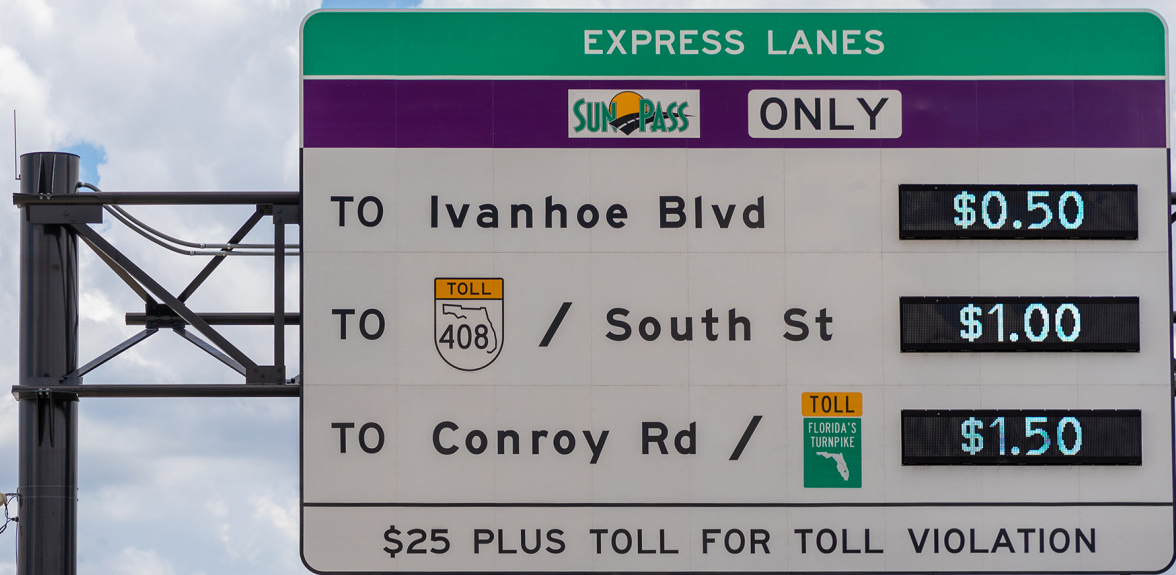 EXPRESS LANES
SUNPASS ONLY
TO Ivanhoe Blvd $0.50
TO TOLL 408 / South St $1.00
TO Conroy Rd / TOLL FLORIDA'S TURNPIKE $1.50
$25 PLUS TOLL FOR TOLL VIOLATION